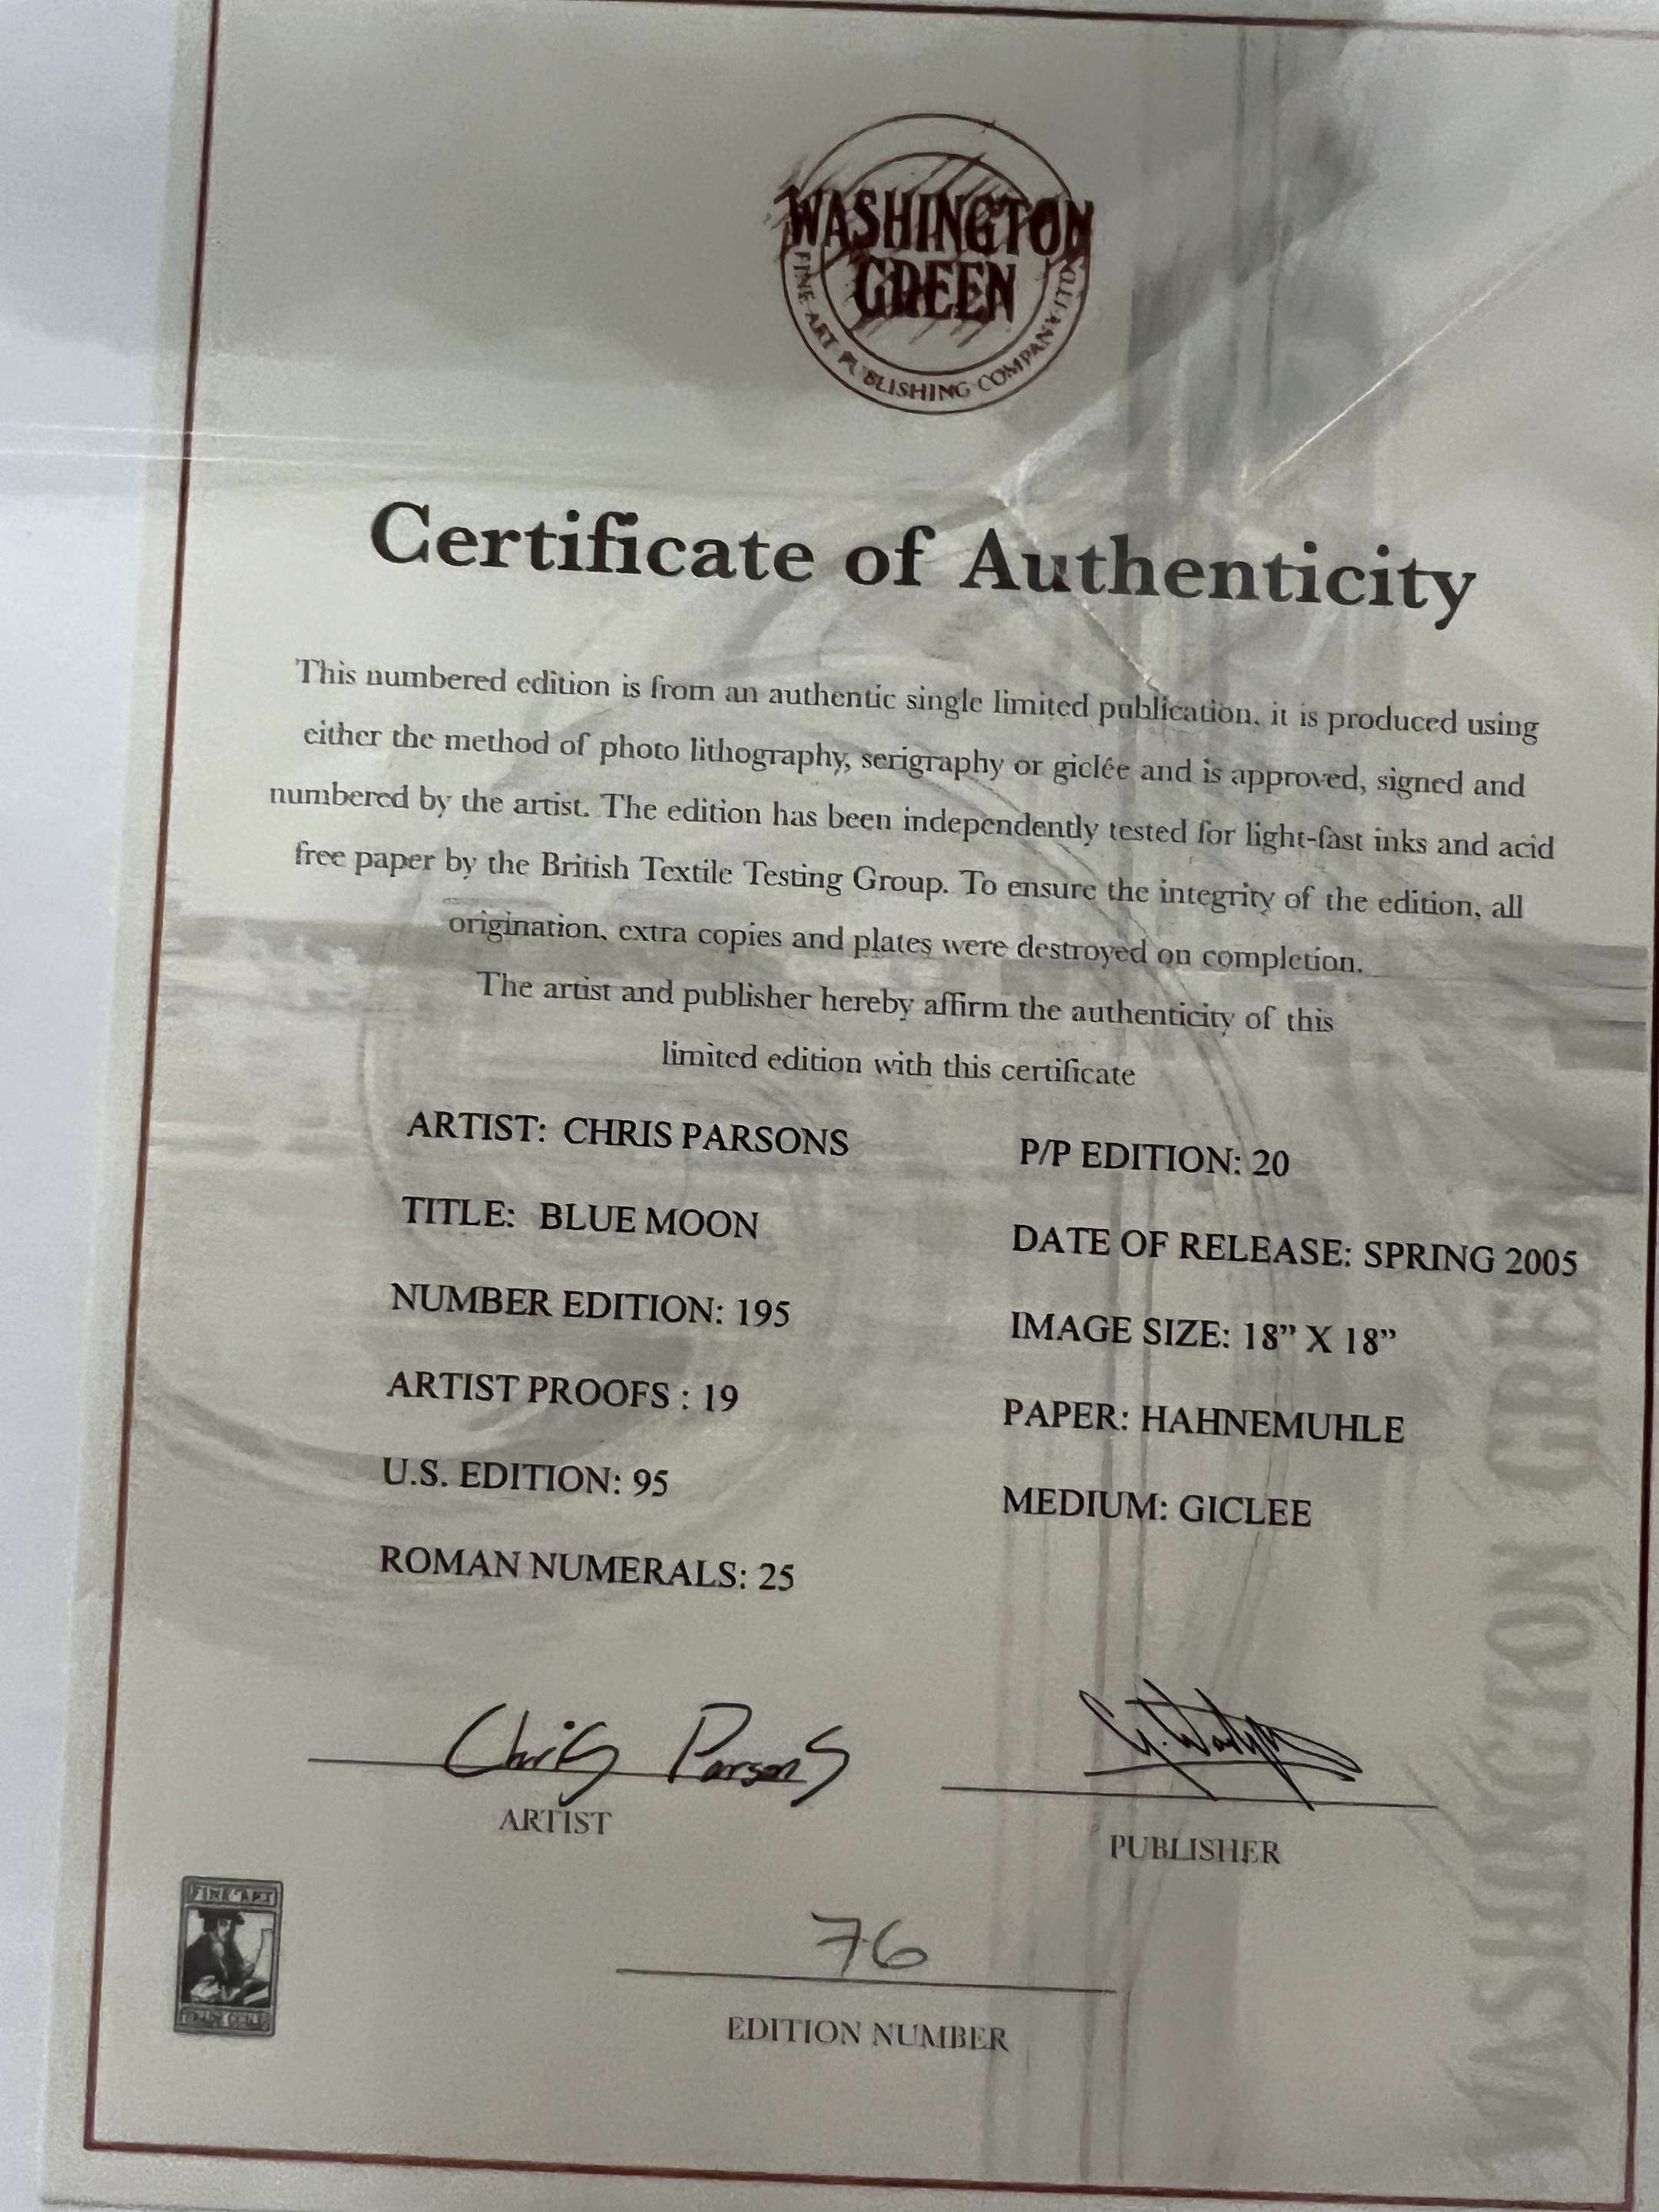 WASHINGTON
GREEN
FINE ART PUBLISHING COMPANY LTD
Certificate of Authenticity
This numbered edition is from an authentic single limited publication, it is produced using
either the method of photo lithography, serigraphy or giclée and is approved, signed and
numbered by the artist. The edition has been independently tested for light-fast inks and acid
free paper by the British Textile Testing Group. To ensure the integrity of the edition, all
origination, extra copies and plates were destroyed on completion.
The artist and publisher hereby affirm the authenticity of this
limited edition with this certificate
ARTIST: CHRIS PARSONS
TITLE: BLUE MOON
NUMBER EDITION: 195
ARTIST PROOFS : 19
U.S. EDITION: 95
ROMAN NUMERALS: 25
P/P EDITION: 20
DATE OF RELEASE: SPRING 2005
IMAGE SIZE: 18” X 18”
PAPER: HAHNEMUHLE
MEDIUM: GICLEE
WASHINGTON GREEN
Chris Parsons
ARTIST
PUBLISHER
76
EDITION NUMBER
FINE ART